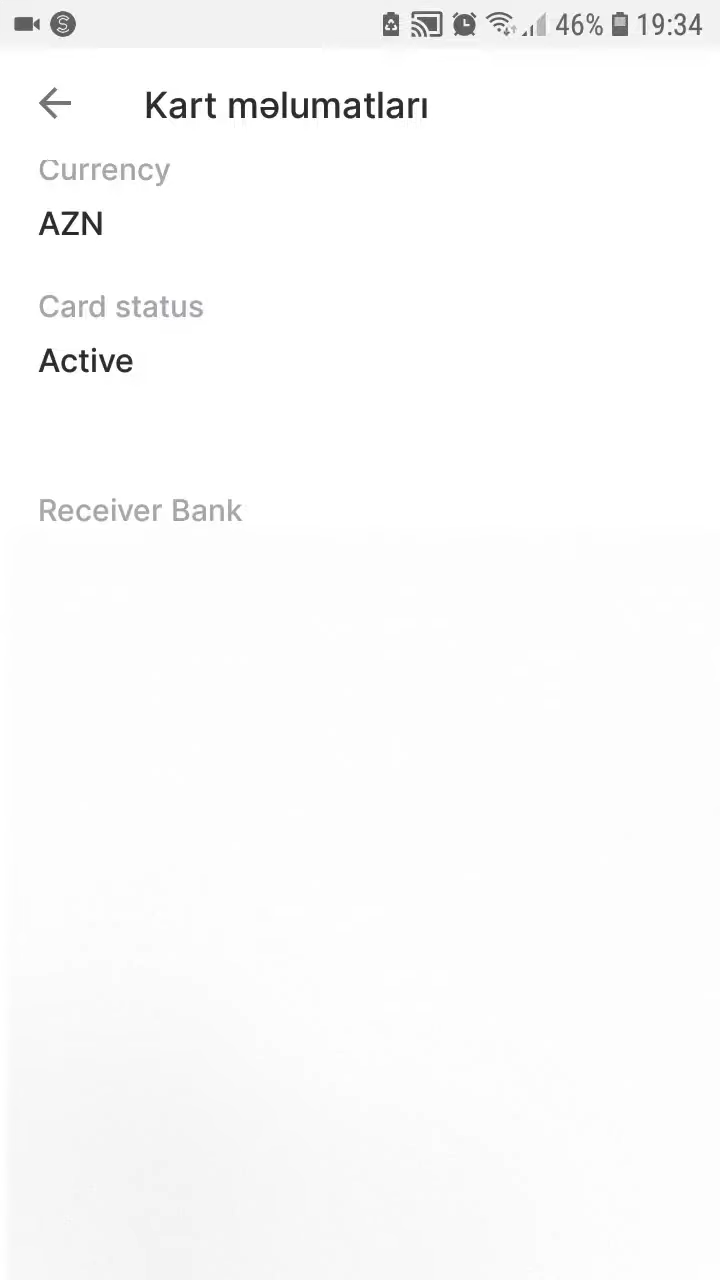 46% 19:34
Kart məlumatları
Currency
AZN
Card status
Active
Receiver Bank